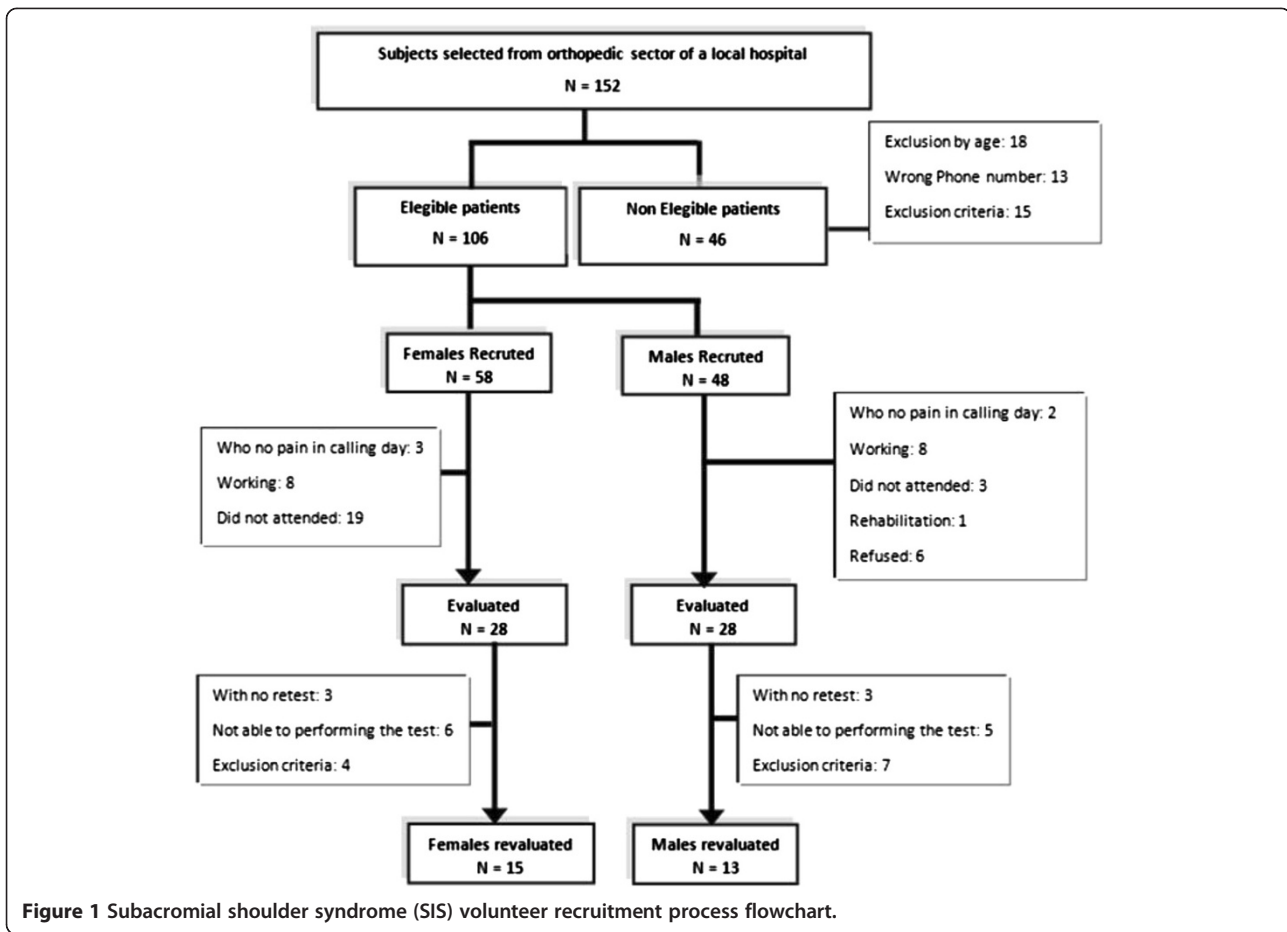 Subjects selected from orthopedic sector of a local hospital
N = 152
Exclusion by age: 18
Wrong Phone number: 13
Exclusion criteria: 15
Elegible patients
N = 106
Non Elegible patients
N = 46
Females Recruted
N = 58
Males Recruted
N = 48
Who no pain in calling day: 3
Working: 8
Did not attended: 19
Who no pain in calling day: 2
Working: 8
Did not attended: 3
Rehabilitation: 1
Refused: 6
Evaluated
N = 28
Evaluated
N = 28
With no retest: 3
Not able to performing the test: 6
Exclusion criteria: 4
With no retest: 3
Not able to performing the test: 5
Exclusion criteria: 7
Females revaluated
N = 15
Males revaluated
N = 13
Figure 1 Subacromial shoulder syndrome (SIS) volunteer recruitment process flowchart.